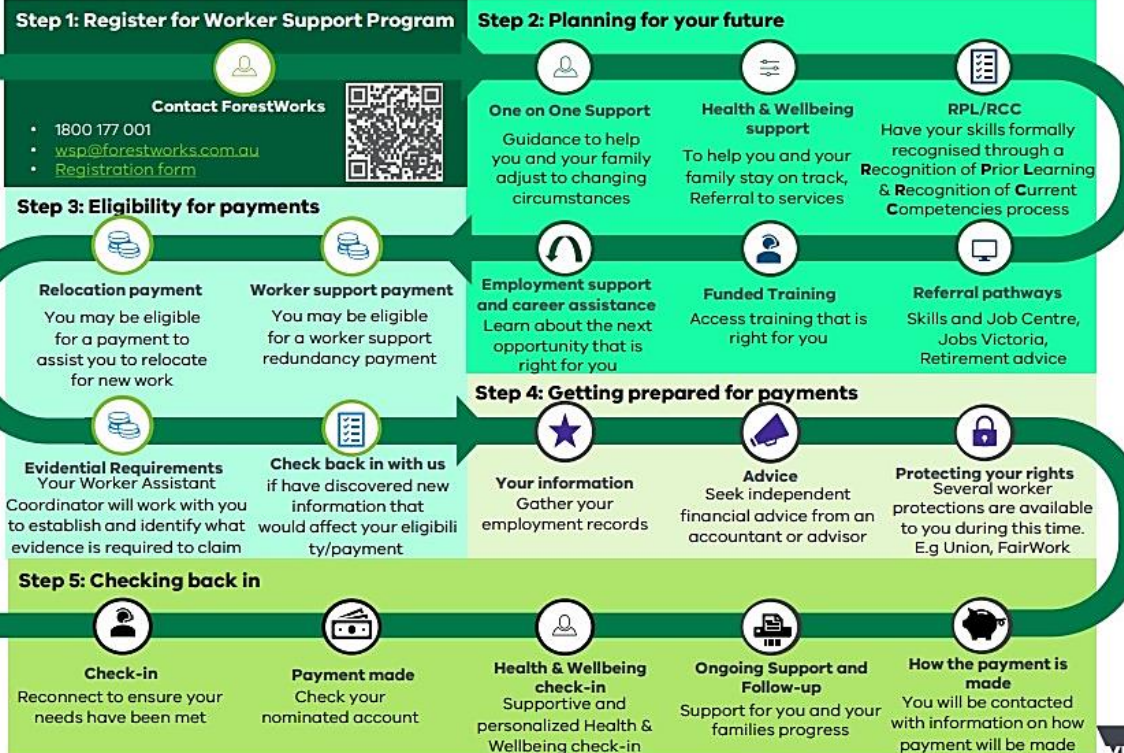 Step 1: Register for Worker Support Program
Contact ForestWorks
• 1800 177 001
• wsp@forestworks.com.au
• Registration form
Step 2: Planning for your future
One on One Support
Guidance to help
you and your family
adjust to changing
circumstances
Health & Wellbeing
support
To help you and your
family stay on track,
Referral to services
RPL/RCC
Have your skills formally
recognised through a
Recognition of Prior Learning
& Recognition of Current
Competencies process
Referral pathways
Skills and Job Centre,
Jobs Victoria,
Retirement advice
Funded Training
Access training that is
right for you
Employment support
and career assistance
Learn about the next
opportunity that is
right for you
Step 3: Eligibility for payments
Worker support payment
You may be eligible
for a worker support
redundancy payment
Relocation payment
You may be eligible
for a payment to
assist you to relocate
for new work
Evidential Requirements
Your Worker Assistant
Coordinator will work with you
to establish and identify what
evidence is required to claim
Check back in with us
if have discovered new
information that
would affect your eligibili
ty/payment
Step 4: Getting prepared for payments
Your information
Gather your
employment records
Advice
Seek independent
financial advice from an
accountant or advisor
Protecting your rights
Several worker
protections are available
to you during this time.
E.g Union, FairWork
Step 5: Checking back in
How the payment is
made
You will be contacted
with information on how
payment will be made
Ongoing Support and
Follow-up
Support for you and your
families progress
Health & Wellbeing
check-in
Supportive and
personalized Health &
Wellbeing check-in
Payment made
Check your
nominated account
Check-in
Reconnect to ensure your
needs have been met